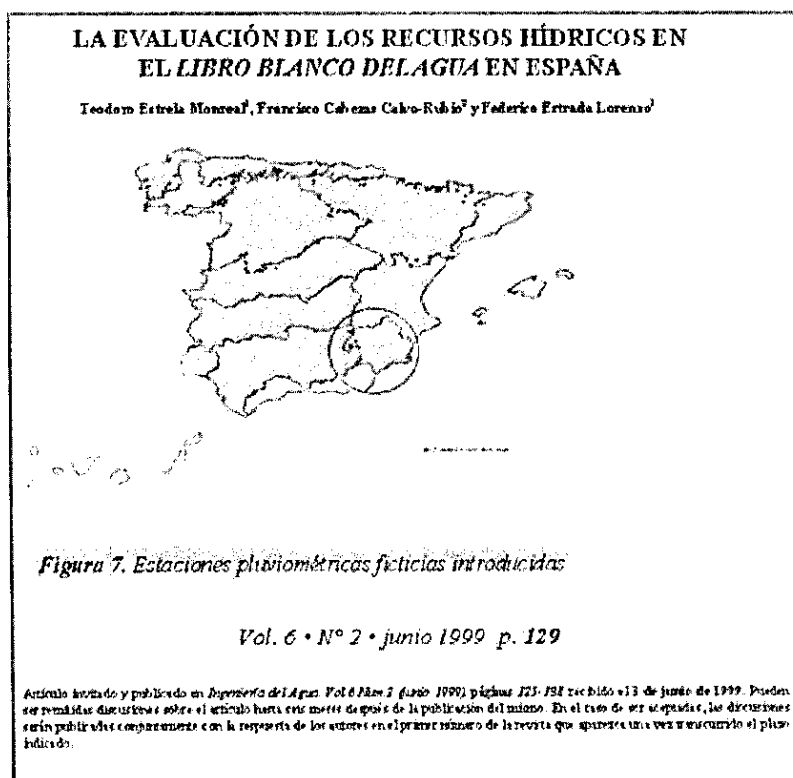 LA EVALUACIÓN DE LOS RECURSOS HÍDRICOS EN
EL LIBRO BLANCO DEL AGUA EN ESPAÑA
Teodoro Estrela Monreal¹, Francisco Cabezas Calvo-Rubio² y Federico Estrada Lorenzo¹
Figura 7. Estaciones pluviométricas ficticias introducidas
Vol. 6 • Nº 2 • junio 1999 p. 129
Artículo invitado y publicado en Ingeniería del Agua. Vol 6 Núm 2 (junio 1999), páginas 125-138 recibido el 3 de junio de 1999. Pueden
ser remitidas discusiones sobre el artículo hasta seis meses después de la publicación del mismo. En el caso de ser aceptadas, las discusiones
serán publicadas conjuntamente con la respuesta de los autores en el primer número de la revista que aparezca una vez transcurrido el plazo
indicado.